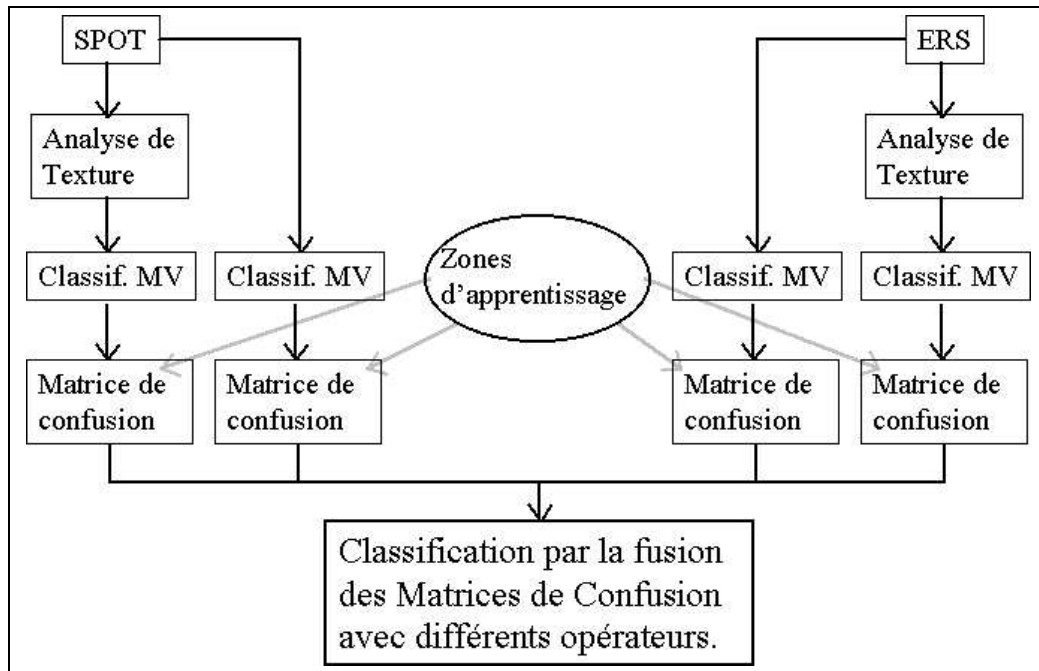 SPOT
ERS
Analyse de
Texture
Analyse de
Texture
Classif. MV
Classif. MV
Zones
d’apprentissage
Classif. MV
Classif. MV
Matrice de
confusion
Matrice de
confusion
Matrice de
confusion
Matrice de
confusion
Classification par la fusion
des Matrices de Confusion
avec différents opérateurs.